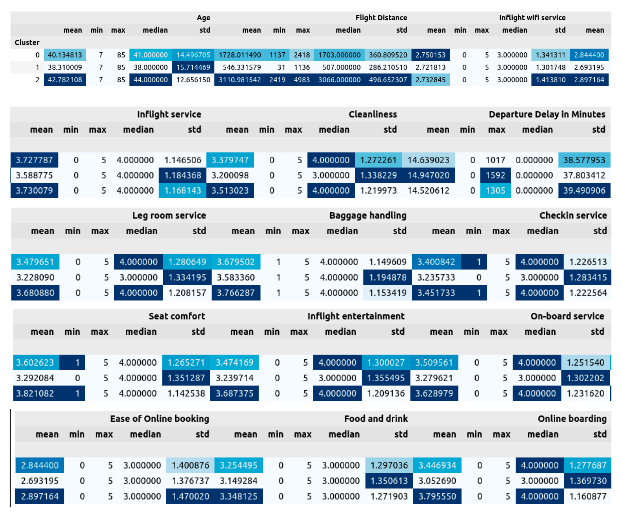 Age Flight Distance Inflight wifi service
mean min max median std mean min max median std mean min max median std mean
Cluster
0 40.134813 7 85 41.000000 14.496705 1728.011490 1137 2418 1703.000000 360.809520 2.750153 0 5 3.000000 1.341311 2.844400
1 38.310009 7 85 38.000000 15.714469 546.331579 31 1136 507.000000 286.210510 2.721813 0 5 3.000000 1.301748 2.693195
2 42.782108 7 85 44.000000 12.656150 3110.981542 2419 4983 3066.000000 496.652307 2.732845 0 5 3.000000 1.413810 2.897164
Inflight service Cleanliness Departure Delay in Minutes
mean min max median std mean min max median std mean min max median std
3.727787 0 5 4.000000 1.146506 3.379747 0 5 4.000000 1.272261 14.639023 0 1017 0.000000 38.577953
3.588775 0 5 4.000000 1.184368 3.200098 0 5 3.000000 1.338229 14.947020 0 1592 0.000000 37.803412
3.730079 0 5 4.000000 1.168143 3.513023 0 5 4.000000 1.219973 14.520612 0 1305 0.000000 39.490906
Leg room service Baggage handling Checkin service
mean min max median std mean min max median std mean min max median std
3.479651 0 5 4.000000 1.280649 3.679502 1 5 4.000000 1.149609 3.400842 1 5 4.000000 1.226513
3.228090 0 5 3.000000 1.334195 3.583360 1 5 4.000000 1.194878 3.235733 0 5 3.000000 1.283415
3.680880 0 5 4.000000 1.208157 3.766287 1 5 4.000000 1.153419 3.451733 1 5 4.000000 1.222564
Seat comfort Inflight entertainment On-board service
mean min max median std mean min max median std mean min max median std
3.602623 1 5 4.000000 1.265271 3.474169 0 5 4.000000 1.300027 3.509561 0 5 4.000000 1.251540
3.292084 0 5 3.000000 1.351287 3.239714 0 5 3.000000 1.355495 3.279621 0 5 3.000000 1.302202
3.821082 1 5 4.000000 1.142538 3.687375 0 5 4.000000 1.209136 3.628979 0 5 4.000000 1.231620
Ease of Online booking Food and drink Online boarding
mean min max median std mean min max median std mean min max median std
2.844400 0 5 3.000000 1.400876 3.254495 0 5 3.000000 1.297036 3.446934 0 5 4.000000 1.277687
2.693195 0 5 3.000000 1.376737 3.149284 0 5 3.000000 1.350613 3.052690 0 5 3.000000 1.369730
2.897164 0 5 3.000000 1.470020 3.348125 0 5 3.000000 1.271903 3.795550 0 5 4.000000 1.160877